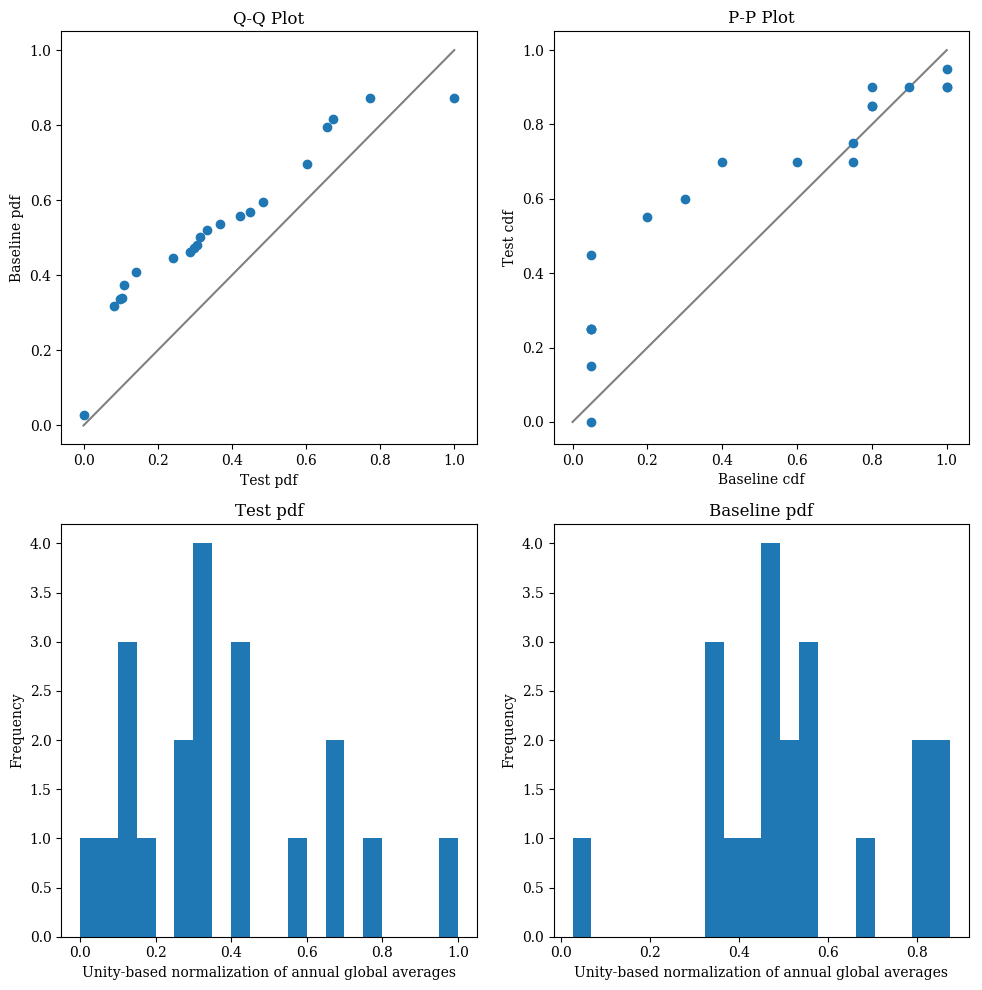 Q-Q Plot
Baseline pdf
1.0
0.8
0.6
0.4
0.2
0.0
0.0 0.2 0.4 0.6 0.8 1.0
Test pdf
P-P Plot
Test cdf
1.0
0.8
0.6
0.4
0.2
0.0
0.0 0.2 0.4 0.6 0.8 1.0
Baseline cdf
Test pdf
Frequency
4.0
3.5
3.0
2.5
2.0
1.5
1.0
0.5
0.0
0.0 0.2 0.4 0.6 0.8 1.0
Unity-based normalization of annual global averages
Baseline pdf
Frequency
4.0
3.5
3.0
2.5
2.0
1.5
1.0
0.5
0.0
0.0 0.2 0.4 0.6 0.8
Unity-based normalization of annual global averages